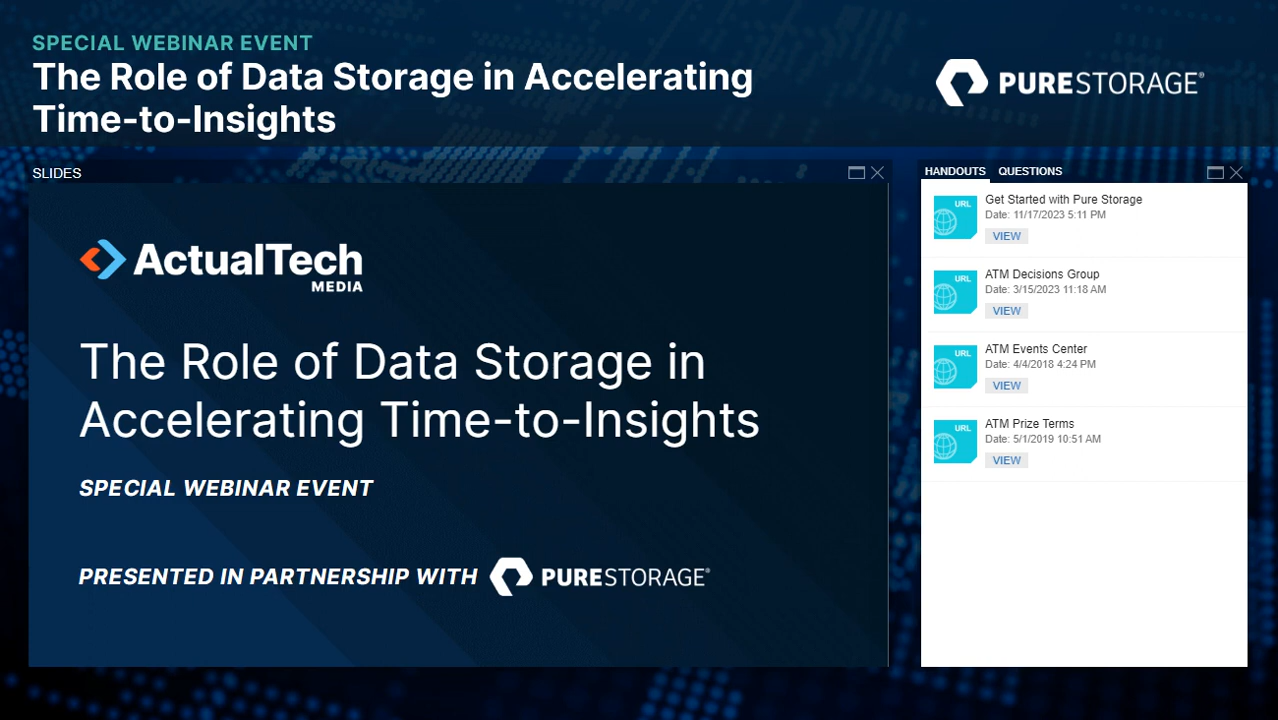 SPECIAL WEBINAR EVENT
The Role of Data Storage in Accelerating
Time-to-Insights
PURESTORAGE®
SLIDES
ActualTech
MEDIA
The Role of Data Storage in
Accelerating Time-to-Insights
SPECIAL WEBINAR EVENT
PRESENTED IN PARTNERSHIP WITH PURESTORAGE®
HANDOUTS QUESTIONS
URL
Get Started with Pure Storage
Date: 11/17/2023 5:11 PM
VIEW
URL
ATM Decisions Group
Date: 3/15/2023 11:18 AM
VIEW
URL
ATM Events Center
Date: 4/4/2018 4:24 PM
VIEW
URL
ATM Prize Terms
Date: 5/1/2019 10:51 AM
VIEW